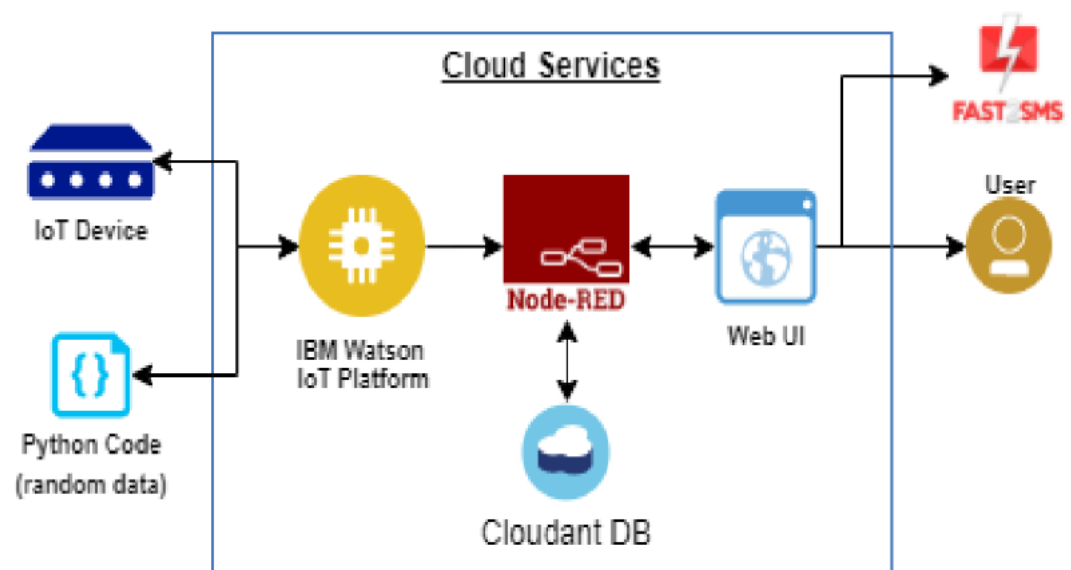 Cloud Services
FAST2SMS
User
IoT Device
Node-RED
Web UI
IBM Watson
IoT Platform
Python Code
(random data)
Cloudant DB